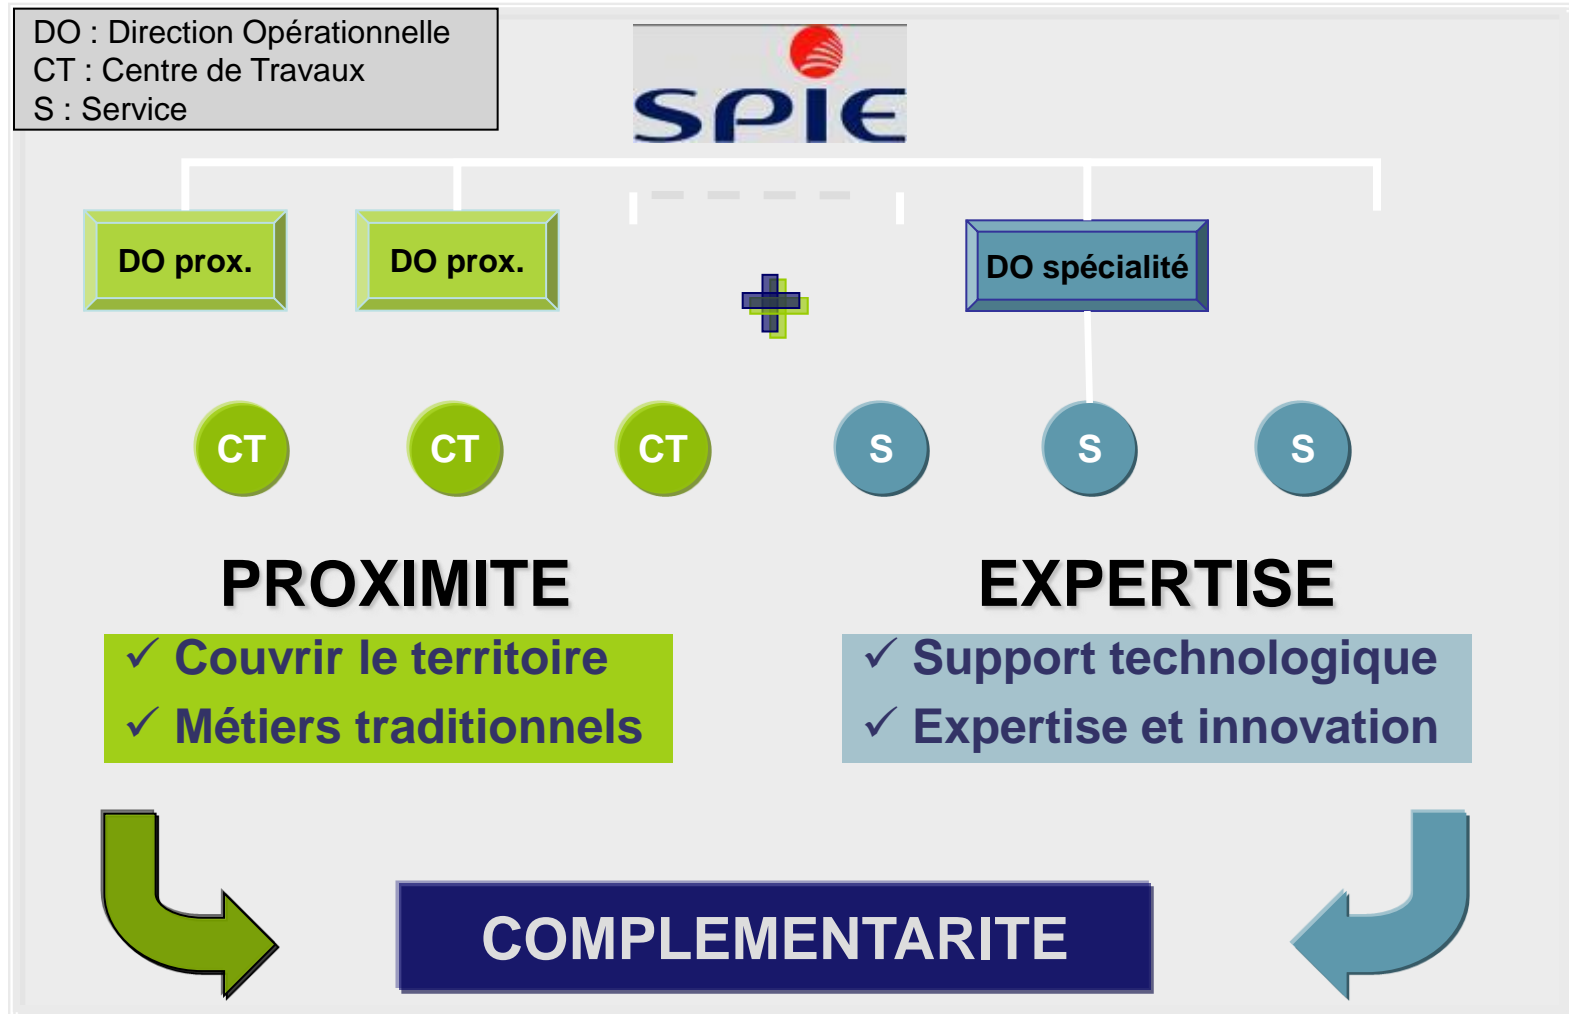 DO : Direction Opérationnelle
CT : Centre de Travaux
S : Service
SPIE
DO prox.
DO prox.
DO spécialité
CT
CT
CT
S
S
S
PROXIMITE
EXPERTISE
✓ Couvrir le territoire
✓ Métiers traditionnels
✓ Support technologique
✓ Expertise et innovation
COMPLEMENTARITE